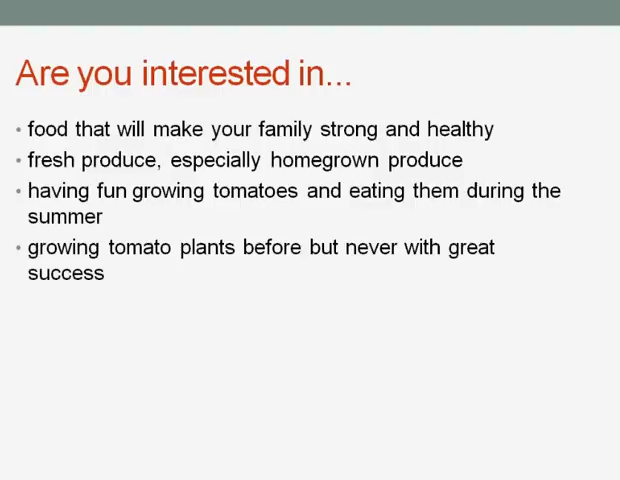 Are you interested in...
• food that will make your family strong and healthy
• fresh produce, especially homegrown produce
• having fun growing tomatoes and eating them during the
summer
• growing tomato plants before but never with great
success